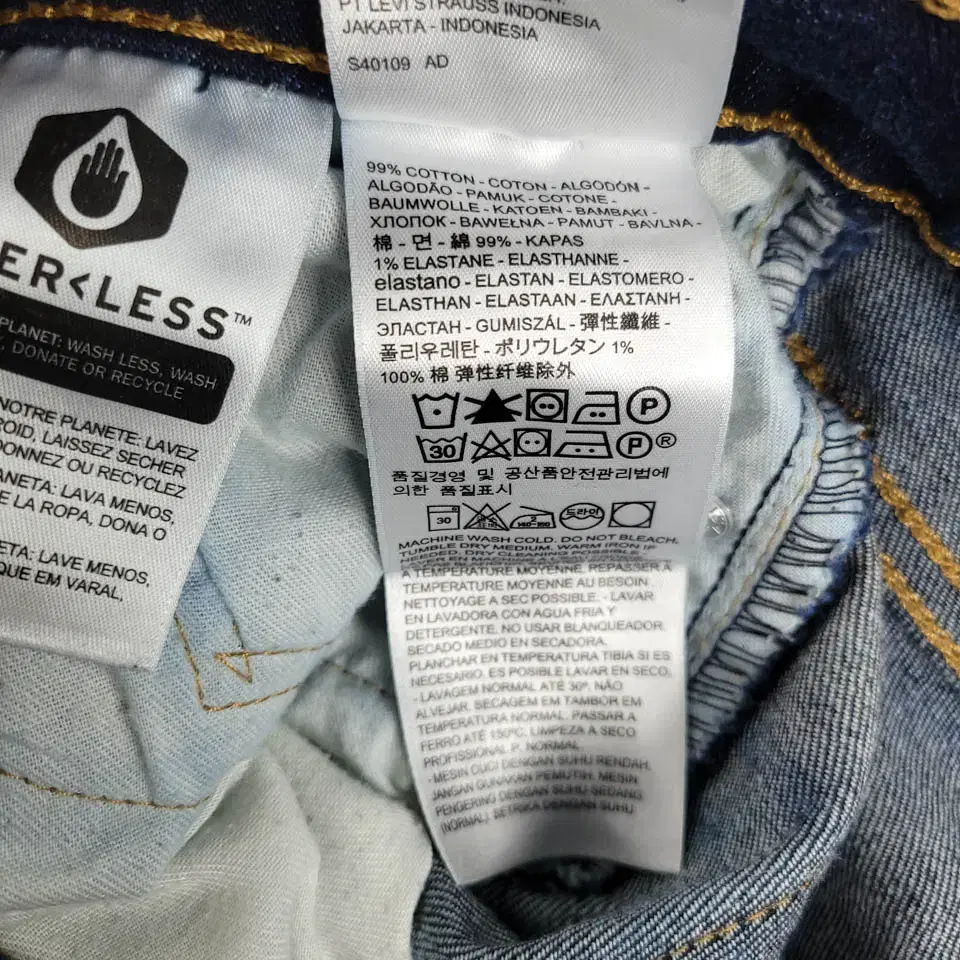 ER<LESS™
PLANET: WASH LESS, WASH
DONATE OR RECYCLE
NOTRE PLANETE: LAVEZ
ROID, LAISSEZ SECHER
DONNEZ OU RECYCLEZ
ANETA: LAVA MENOS,
LA ROPA, DONA O
ETA: LAVE MENOS,
QUE EM VARAL,
PT LEVI STRAUSS INDONESIA
JAKARTA - INDONESIA
S40109 AD
99% COTTON - COTON - ALGODÓN -
ALGODÃO - PAMUK - COTONE -
BAUMWOLLE - KATOEN - BAMBAKI -
ХЛОПОК - BAWEŁNA - PAMUT - BAVLNA -
棉 - 면 - 綿 99% - KAPAS
1% ELASTANE - ELASTHANNE -
elastano - ELASTAN - ELASTOMERO -
ELASTHAN - ELASTAAN - ΕΛΑΣΤΑΝΗ -
ЭЛАСТАН - GUMISZÁL - 彈性纖維 -
폴리우레탄 - ポリウレタン 1%
100% 棉 弹性纤维除外
P
30 P®
품질경영 및 공산품안전관리법에
의한 품질표시
30 2 140-160 드라이
MACHINE WASH COLD. DO NOT BLEACH.
TUMBLE DRY MEDIUM. WARM IRON IF
NEEDED. DRY CLEANING POSSIBLE.
A TEMPERATURE MOYENNE. REPASSER A
TEMPERATURE MOYENNE AU BESOIN
NETTOYAGE A SEC POSSIBLE. - LAVAR
EN LAVADORA CON AGUA FRIA Y
DETERGENTE. NO USAR BLANQUEADOR.
SECADO MEDIO EN SECADORA.
PLANCHAR EN TEMPERATURA TIBIA SI ES
NECESARIO. ES POSIBLE LAVAR EN SECO.
- LAVAGEM NORMAL ATÉ 30º. NÃO
ALVEJAR. SECAGEM EM TAMBOR EM
TEMPERATURA NORMAL. PASSAR A
FERRO ATÉ 150ºC. LIMPEZA A SECO
PROFISSIONAL P. NORMAL.
- MESIN CUCI DENGAN SUHU RENDAH.
JANGAN GUNAKAN PEMUTIH. MESIN
PENGERING DENGAN SUHU SEDANG
(NORMAL). SETRIKA DENGAN SUHU